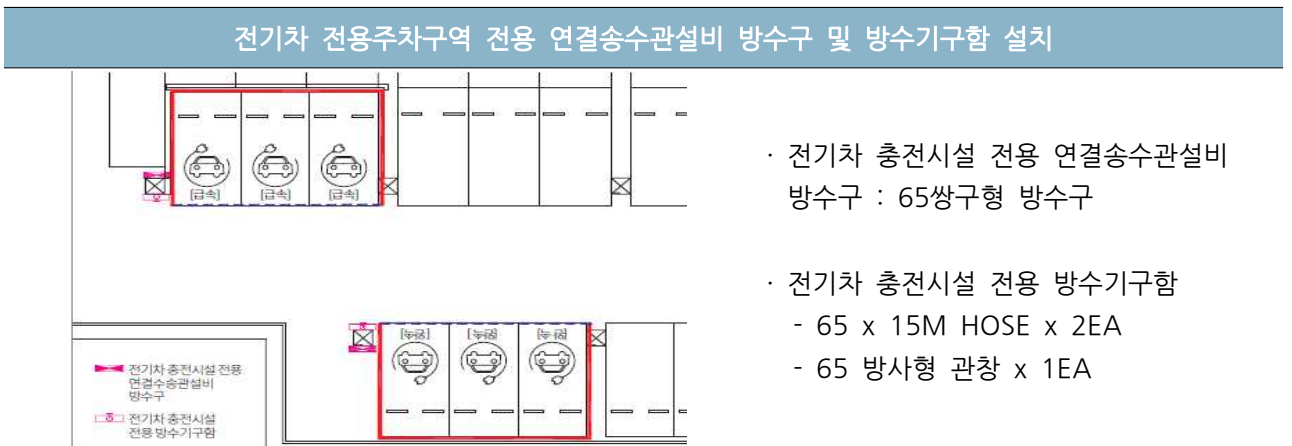 전기차 전용주차구역 전용 연결송수관설비 방수구 및 방수기구함 설치
[급속] [급속] [급속]
· 전기차 충전시설 전용 연결송수관설비
방수구 : 65쌍구형 방수구
· 전기차 충전시설 전용 방수기구함
- 65 x 15M HOSE x 2EA
- 65 방사형 관창 x 1EA
[급속] [급속] [급속]
전기차 충전시설 전용
연결수송관설비
방수구
전기차 충전시설
전용 방수기구함